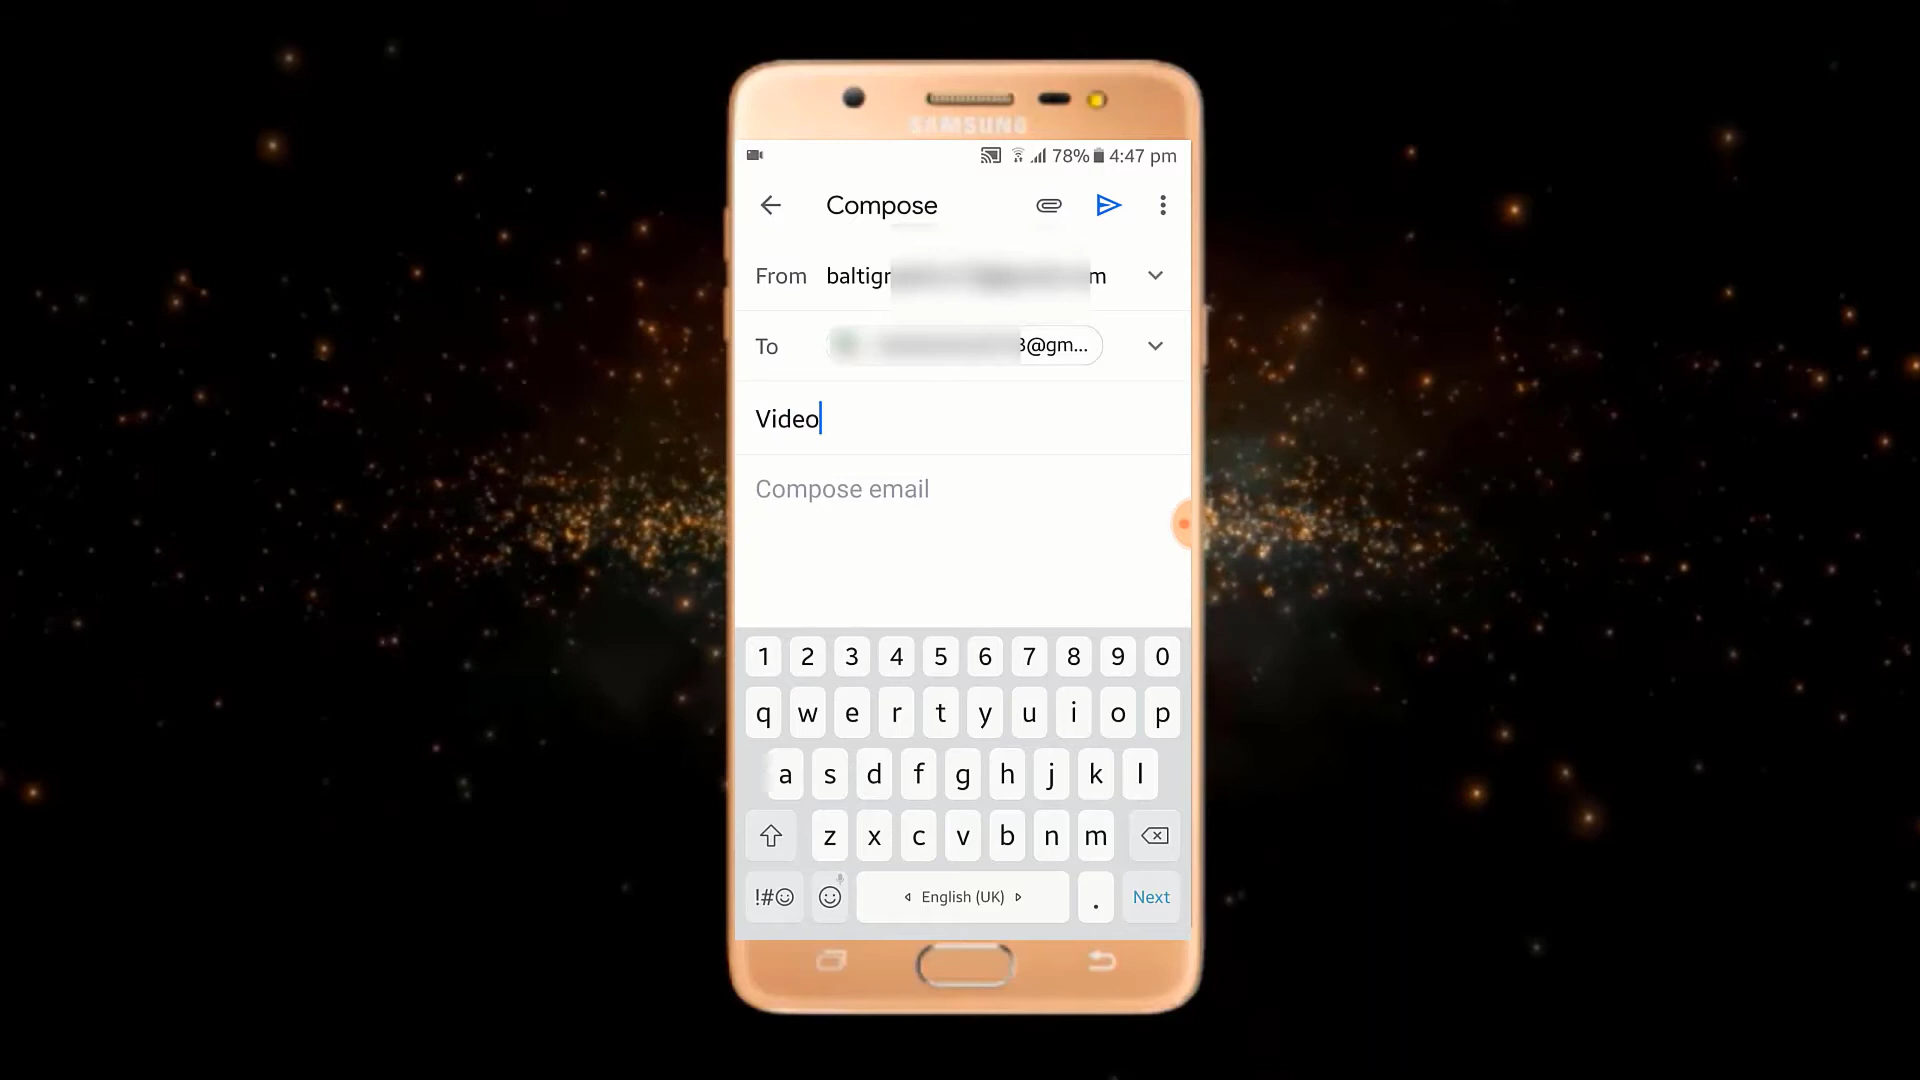 SAMSUNG
78% 4:47 pm
Compose
From baltigr m
To 3@gm...
Video
Compose email
1 2 3 4 5 6 7 8 9 0
q w e r t y u i o p
a s d f g h j k l
z x c v b n m
!#☺ English (UK) . Next